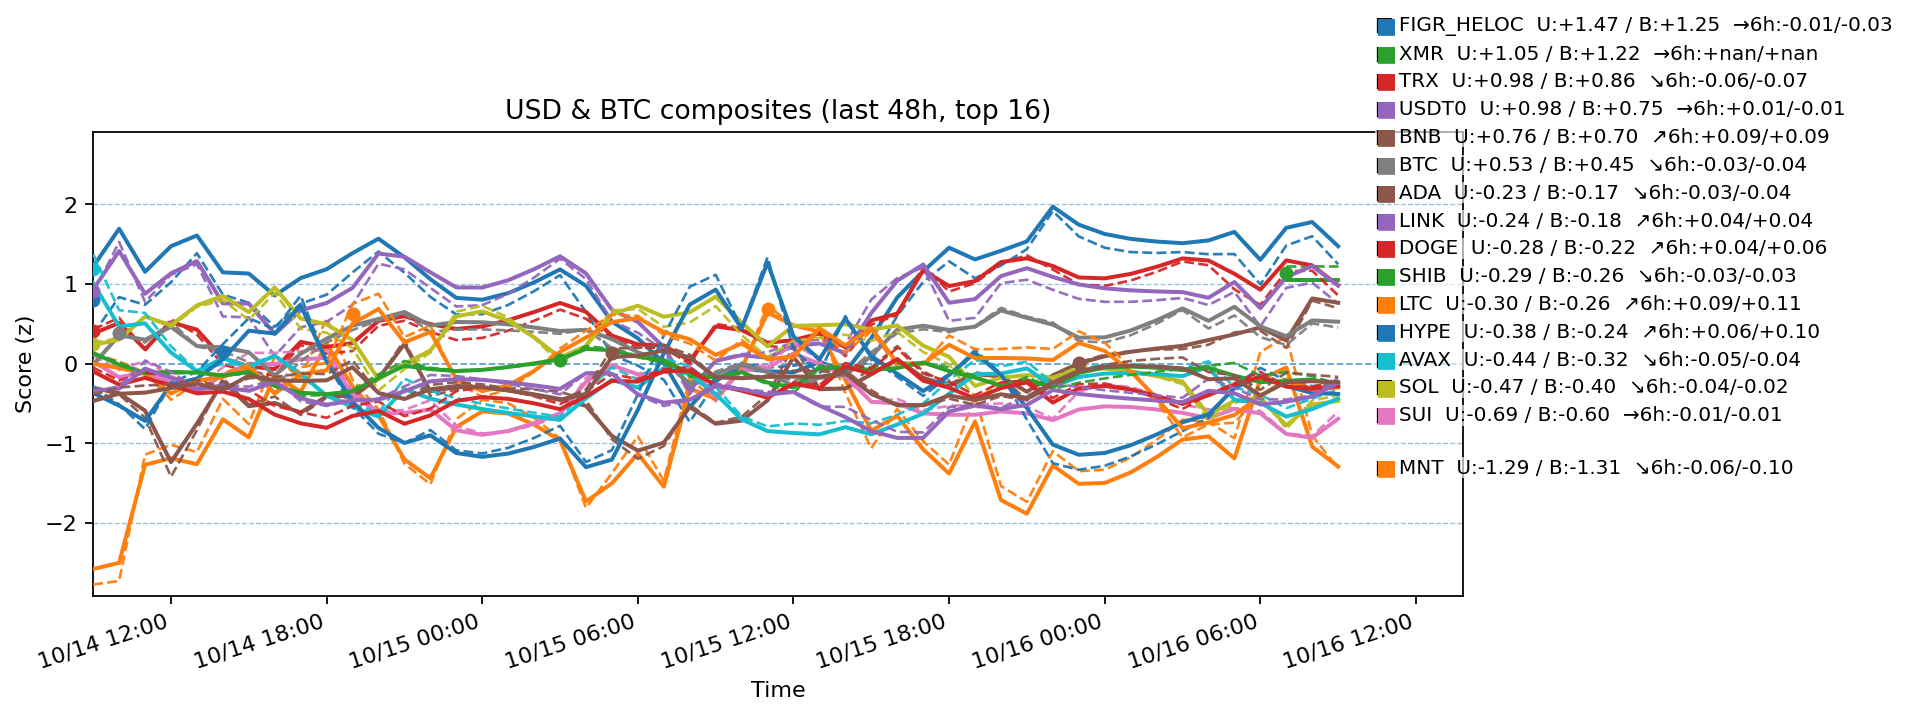 USD & BTC composites (last 48h, top 16)
FIGR_HELOC U:+1.47 / B:+1.25 →6h:-0.01/-0.03
XMR U:+1.05 / B:+1.22 →6h:+nan/+nan
TRX U:+0.98 / B:+0.86 ↘6h:-0.06/-0.07
USDT0 U:+0.98 / B:+0.75 →6h:+0.01/-0.01
BNB U:+0.76 / B:+0.70 ↗6h:+0.09/+0.09
BTC U:+0.53 / B:+0.45 ↘6h:-0.03/-0.04
ADA U:-0.23 / B:-0.17 ↘6h:-0.03/-0.04
LINK U:-0.24 / B:-0.18 ↗6h:+0.04/+0.04
DOGE U:-0.28 / B:-0.22 ↗6h:+0.04/+0.06
SHIB U:-0.29 / B:-0.26 ↘6h:-0.03/-0.03
LTC U:-0.30 / B:-0.26 ↗6h:+0.09/+0.11
HYPE U:-0.38 / B:-0.24 ↗6h:+0.06/+0.10
AVAX U:-0.44 / B:-0.32 ↘6h:-0.05/-0.04
SOL U:-0.47 / B:-0.40 ↘6h:-0.04/-0.02
SUI U:-0.69 / B:-0.60 →6h:-0.01/-0.01
MNT U:-1.29 / B:-1.31 ↘6h:-0.06/-0.10
Score (z)
2
1
0
−1
−2
10/14 12:00
10/14 18:00
10/15 00:00
10/15 06:00
10/15 12:00
10/15 18:00
10/16 00:00
10/16 06:00
10/16 12:00
Time